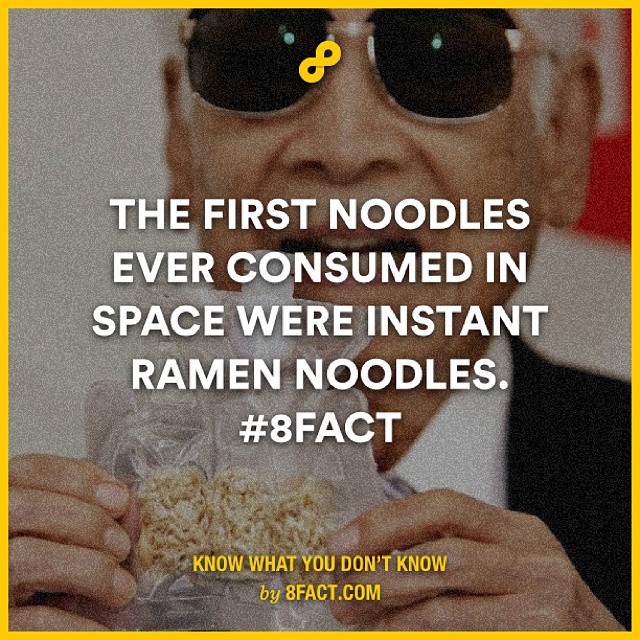 THE FIRST NOODLES
EVER CONSUMED IN
SPACE WERE INSTANT
RAMEN NOODLES.
#8FACT
KNOW WHAT YOU DON'T KNOW
by 8FACT.COM